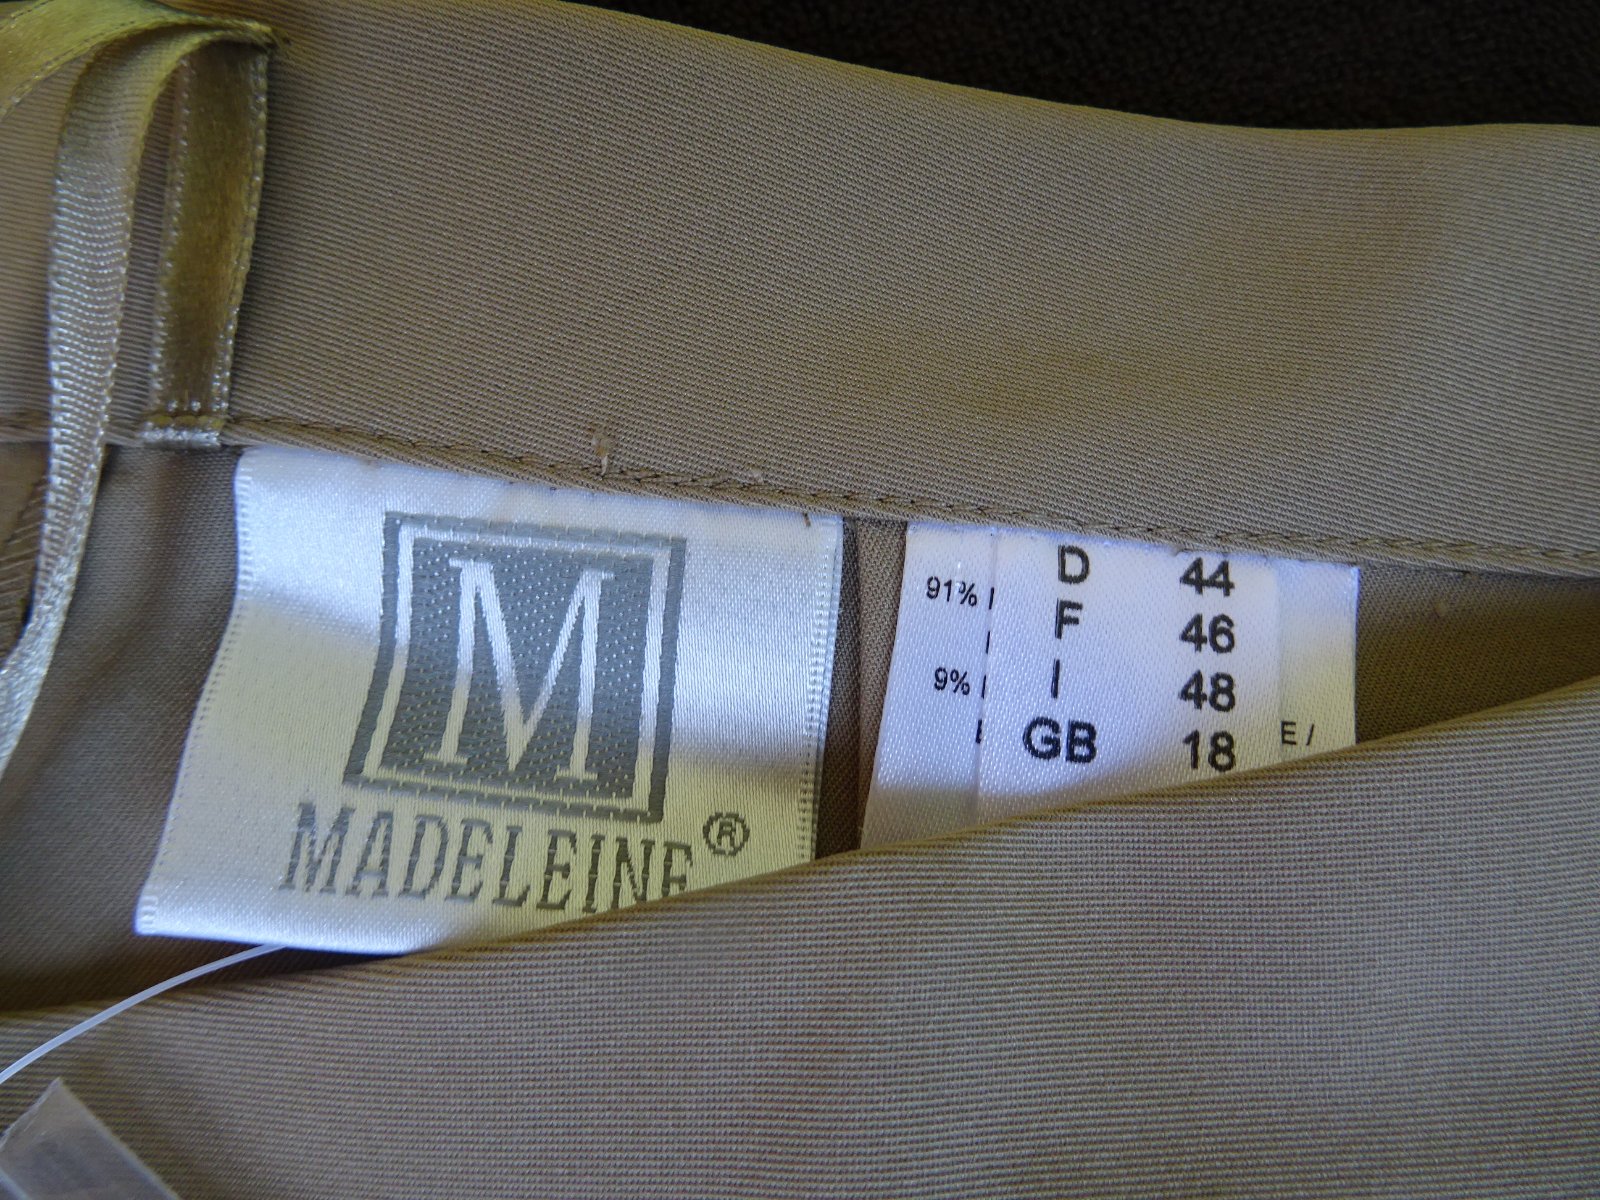 M
MADELEINE®
91%
9%
D 44
F 46
I 48
GB 18
E /